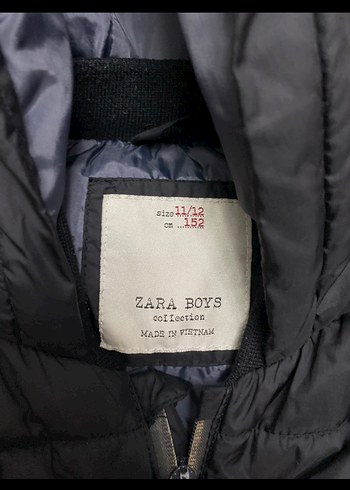 size 11/12
cm ...152
ZARA BOYS
collection
MADE IN VIETNAM